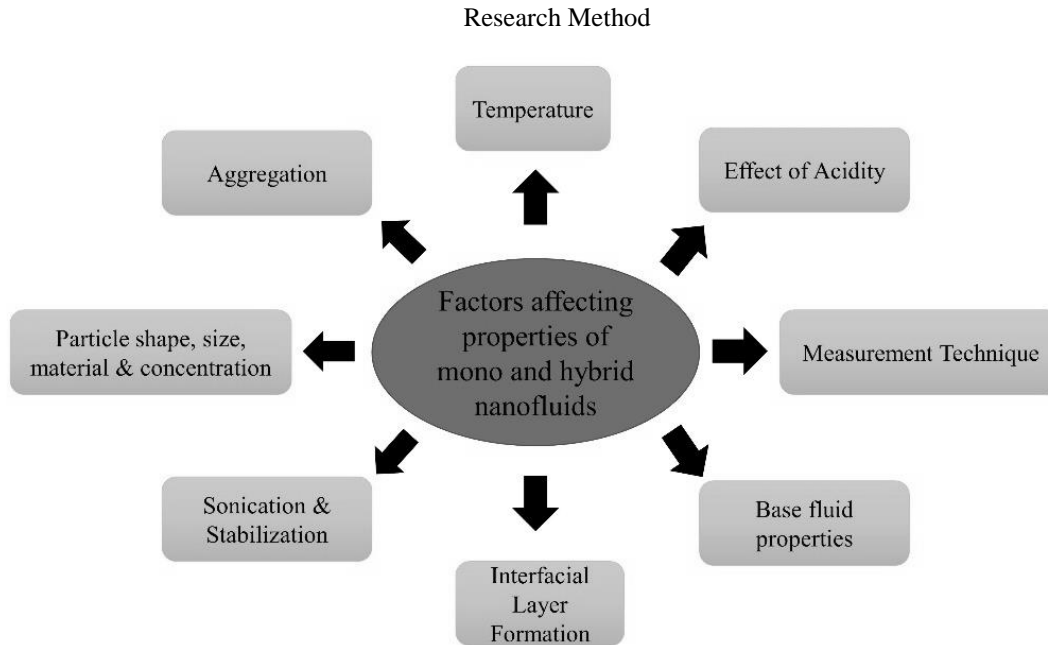 Research Method
Temperature
Aggregation
Effect of Acidity
Factors affecting
properties of
mono and hybrid
nanofluids
Particle shape, size,
material & concentration
Measurement Technique
Sonication &
Stabilization
Base fluid
properties
Interfacial
Layer
Formation